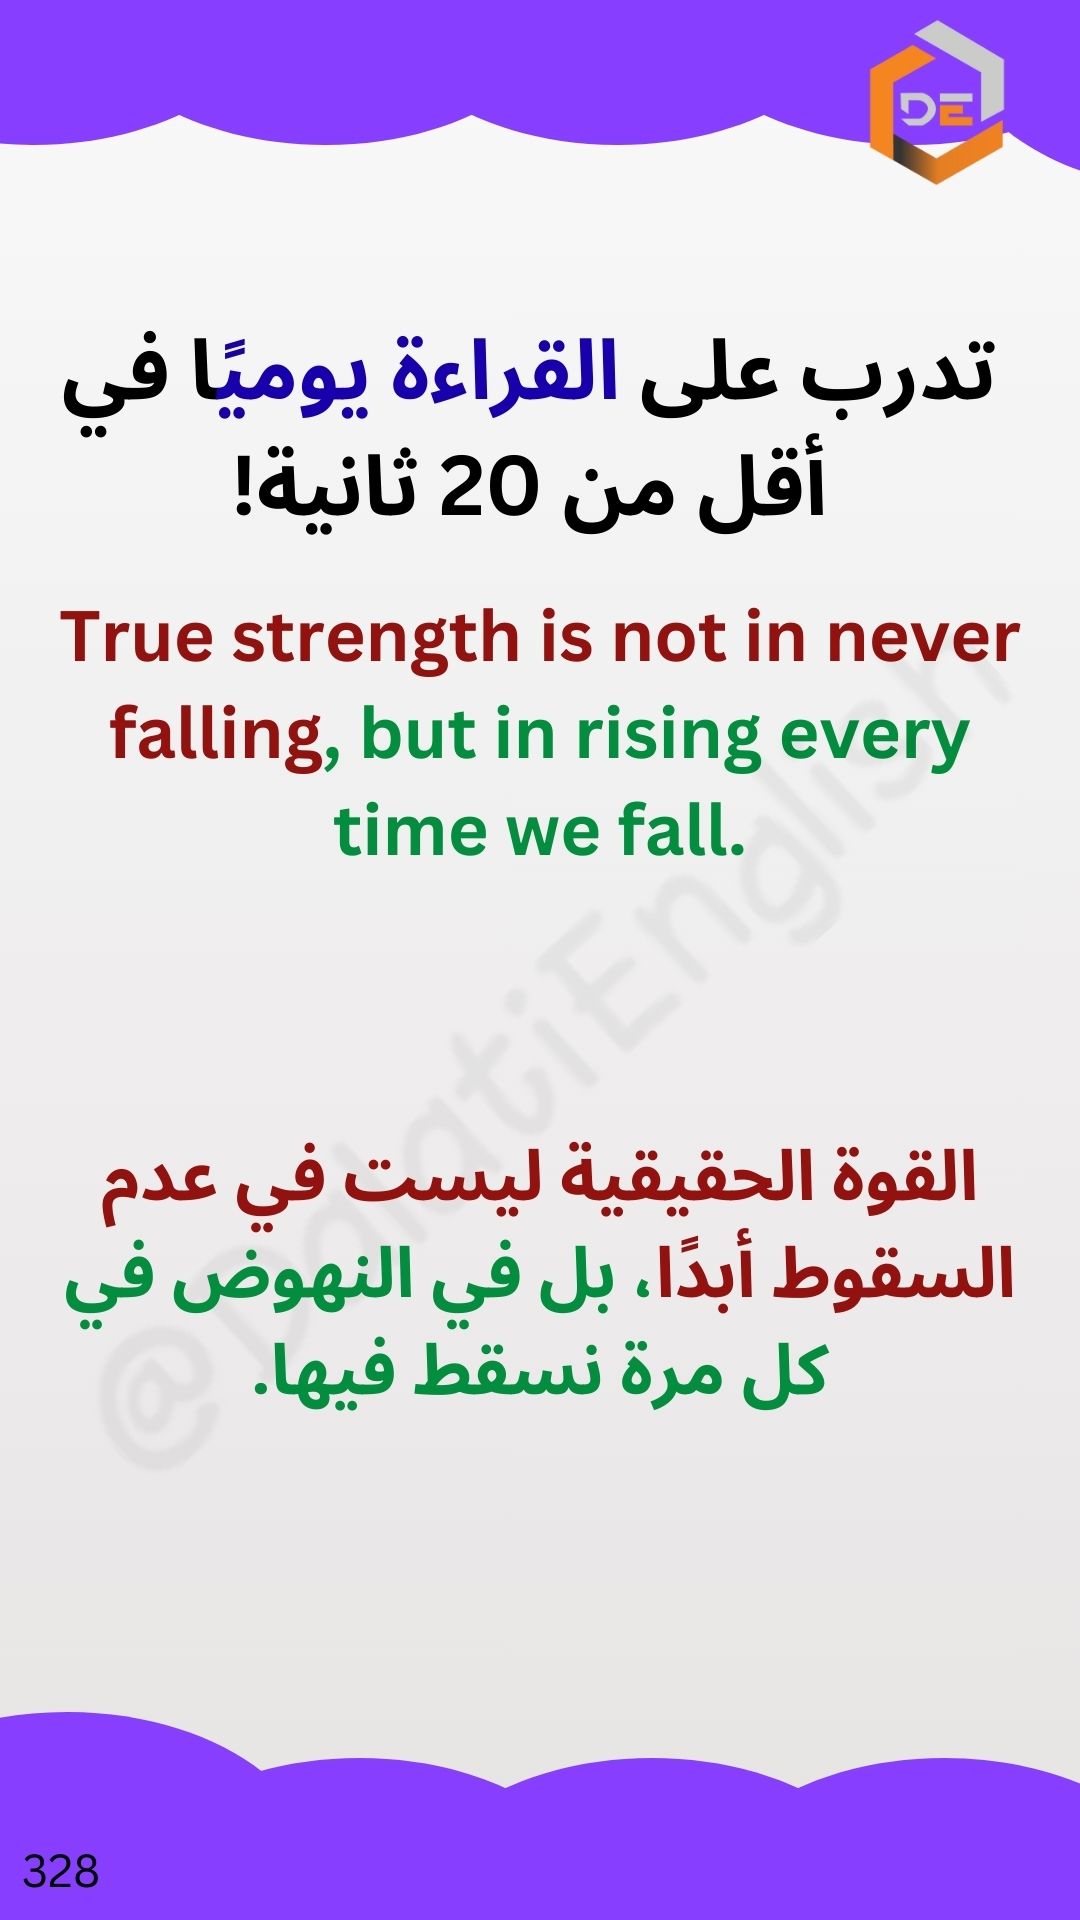 DE
تدرب على القراءة يوميًا في
أقل من 20 ثانية!
True strength is not in never
falling, but in rising every
time we fall.
@DalatiEnglish
القوة الحقيقية ليست في عدم
السقوط أبدًا، بل في النهوض في
كل مرة نسقط فيها.
328